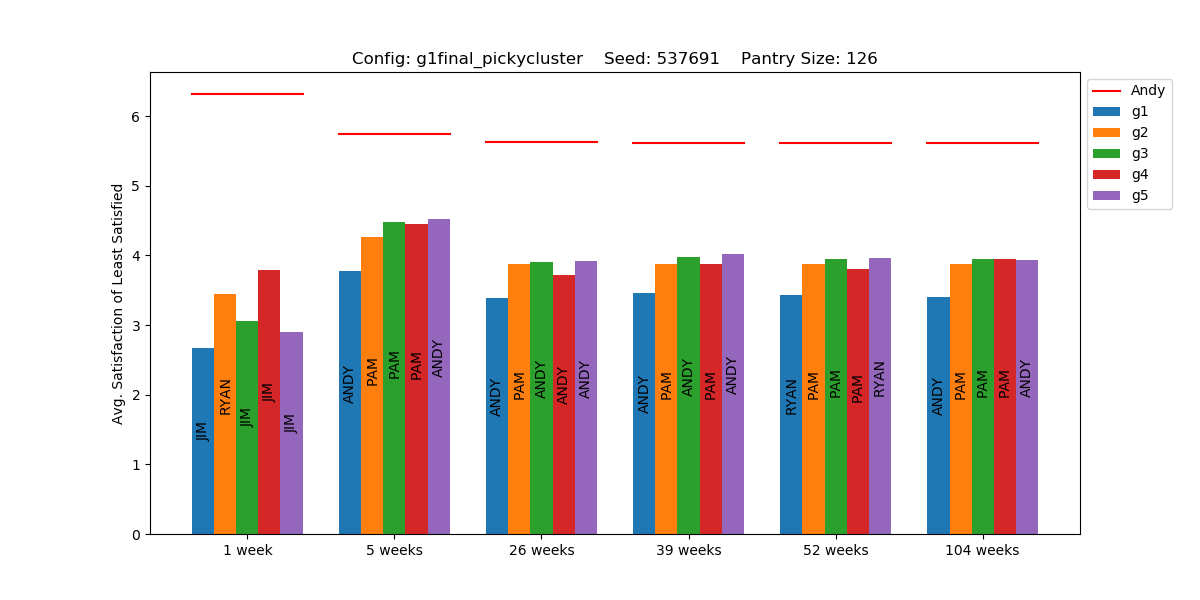 Config: g1final_pickycluster    Seed: 537691    Pantry Size: 126
Avg. Satisfaction of Least Satisfied
6
5
4
3
2
1
0
JIM
RYAN
JIM
JIM
JIM
ANDY
PAM
PAM
PAM
ANDY
ANDY
PAM
ANDY
ANDY
ANDY
ANDY
PAM
ANDY
PAM
ANDY
RYAN
PAM
PAM
PAM
RYAN
ANDY
PAM
PAM
PAM
ANDY
1 week
5 weeks
26 weeks
39 weeks
52 weeks
104 weeks
Andy
g1
g2
g3
g4
g5